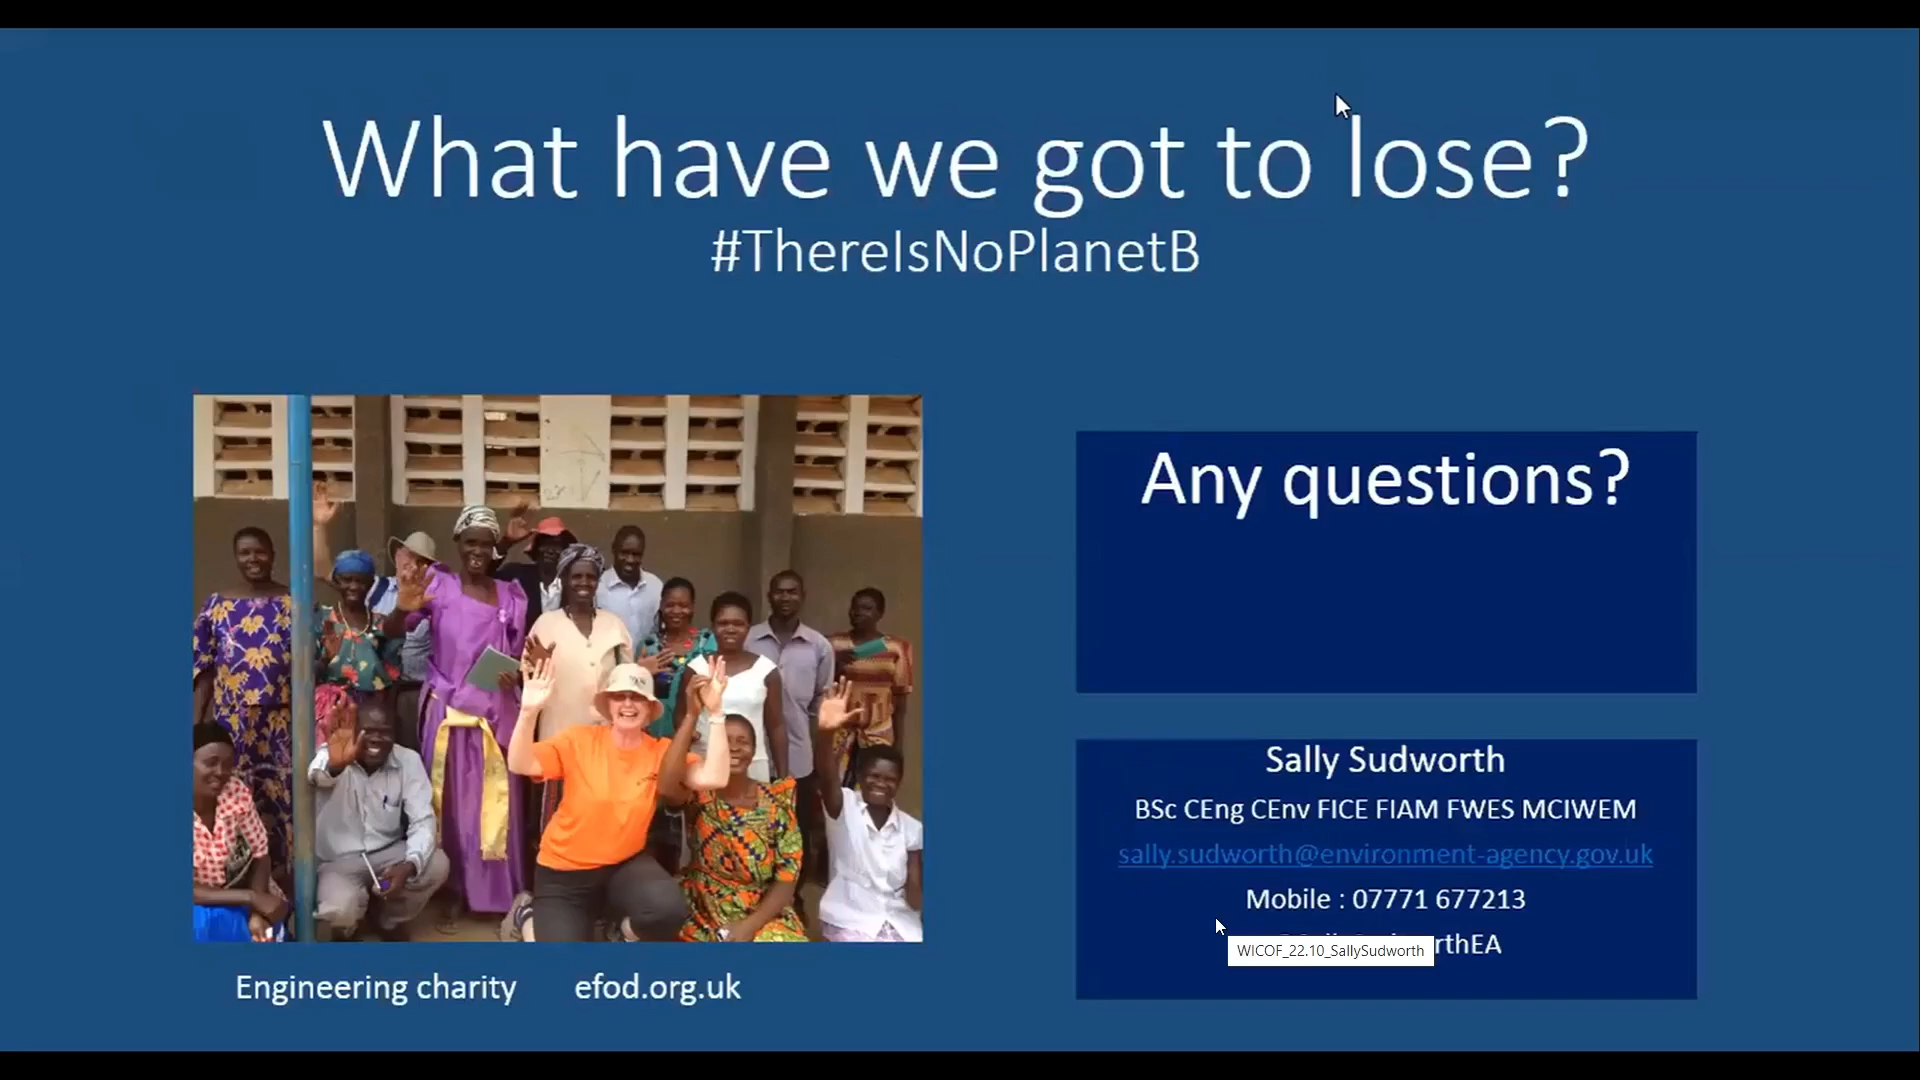 What have we got to lose?
#ThereIsNoPlanetB
Any questions?
Sally Sudworth
BSc CEng CEnv FICE FIAM FWES MCIWEM
sally.sudworth@environment-agency.gov.uk
Mobile : 07771 677213
rthEA
WICOF_22.10_SallySudworth
Engineering charity efod.org.uk